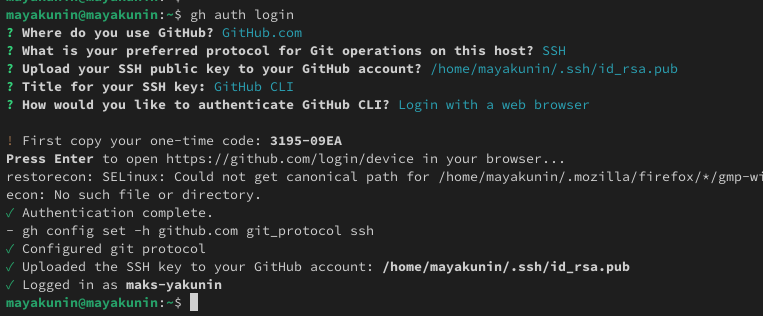 mayakunin@mayakunin:~$ gh auth login
? Where do you use GitHub? GitHub.com
? What is your preferred protocol for Git operations on this host? SSH
? Upload your SSH public key to your GitHub account? /home/mayakunin/.ssh/id_rsa.pub
? Title for your SSH key: GitHub CLI
? How would you like to authenticate GitHub CLI? Login with a web browser
! First copy your one-time code: 3195-09EA
Press Enter to open https://github.com/login/device in your browser...
restorecon: SELinux: Could not get canonical path for /home/mayakunin/.mozilla/firefox/*/gmp-wi
econ: No such file or directory.
✓ Authentication complete.
- gh config set -h github.com git_protocol ssh
✓ Configured git protocol
✓ Uploaded the SSH key to your GitHub account: /home/mayakunin/.ssh/id_rsa.pub
✓ Logged in as maks-yakunin
mayakunin@mayakunin:~$